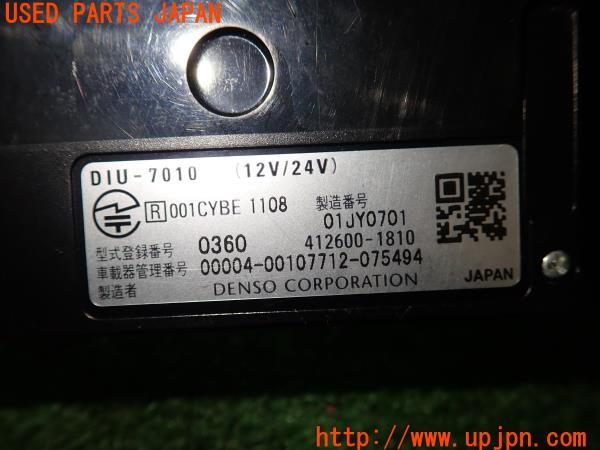 USED PARTS JAPAN
DIU-7010 (12V/24V)
R 001CYBE 1108 製造番号
01JY0701
型式登録番号 0360 412600-1810
車載器管理番号 00004-00107712-075494
製造者 DENSO CORPORATION JAPAN
www.upjpn.com